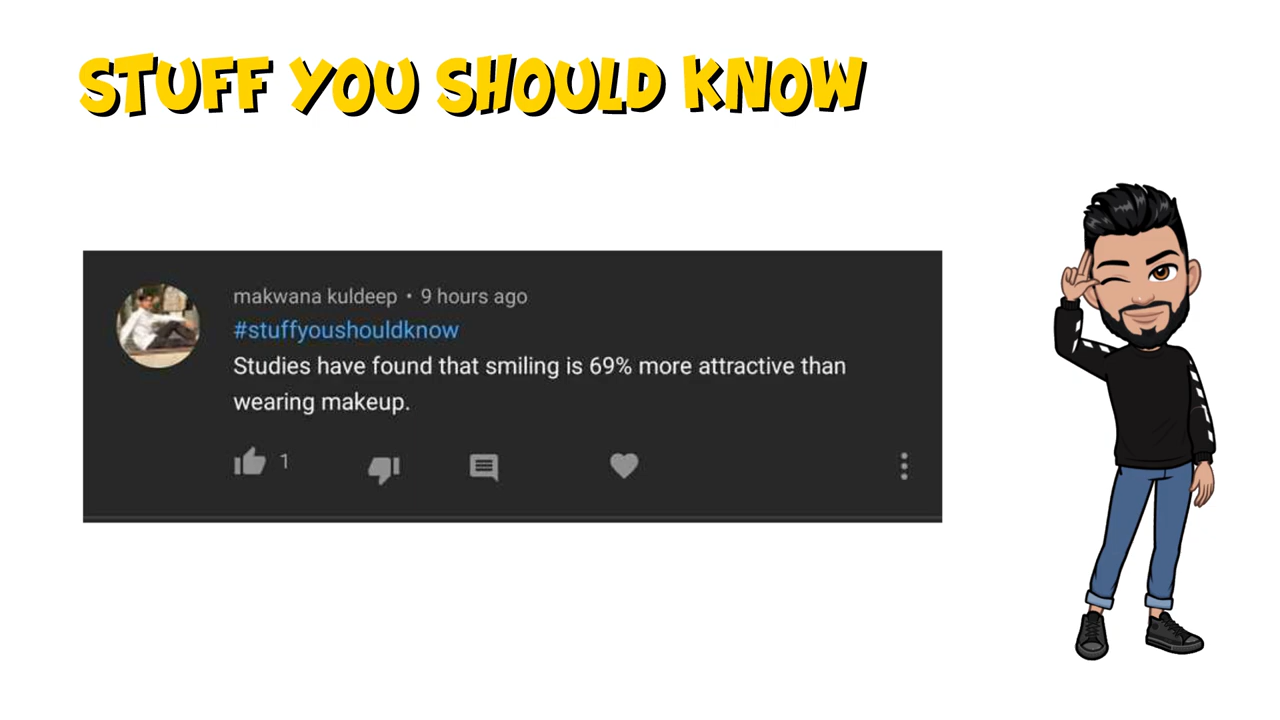 STUFF YOU SHOULD KNOW
makwana kuldeep • 9 hours ago
#stuffyoushouldknow
Studies have found that smiling is 69% more attractive than
wearing makeup.
1